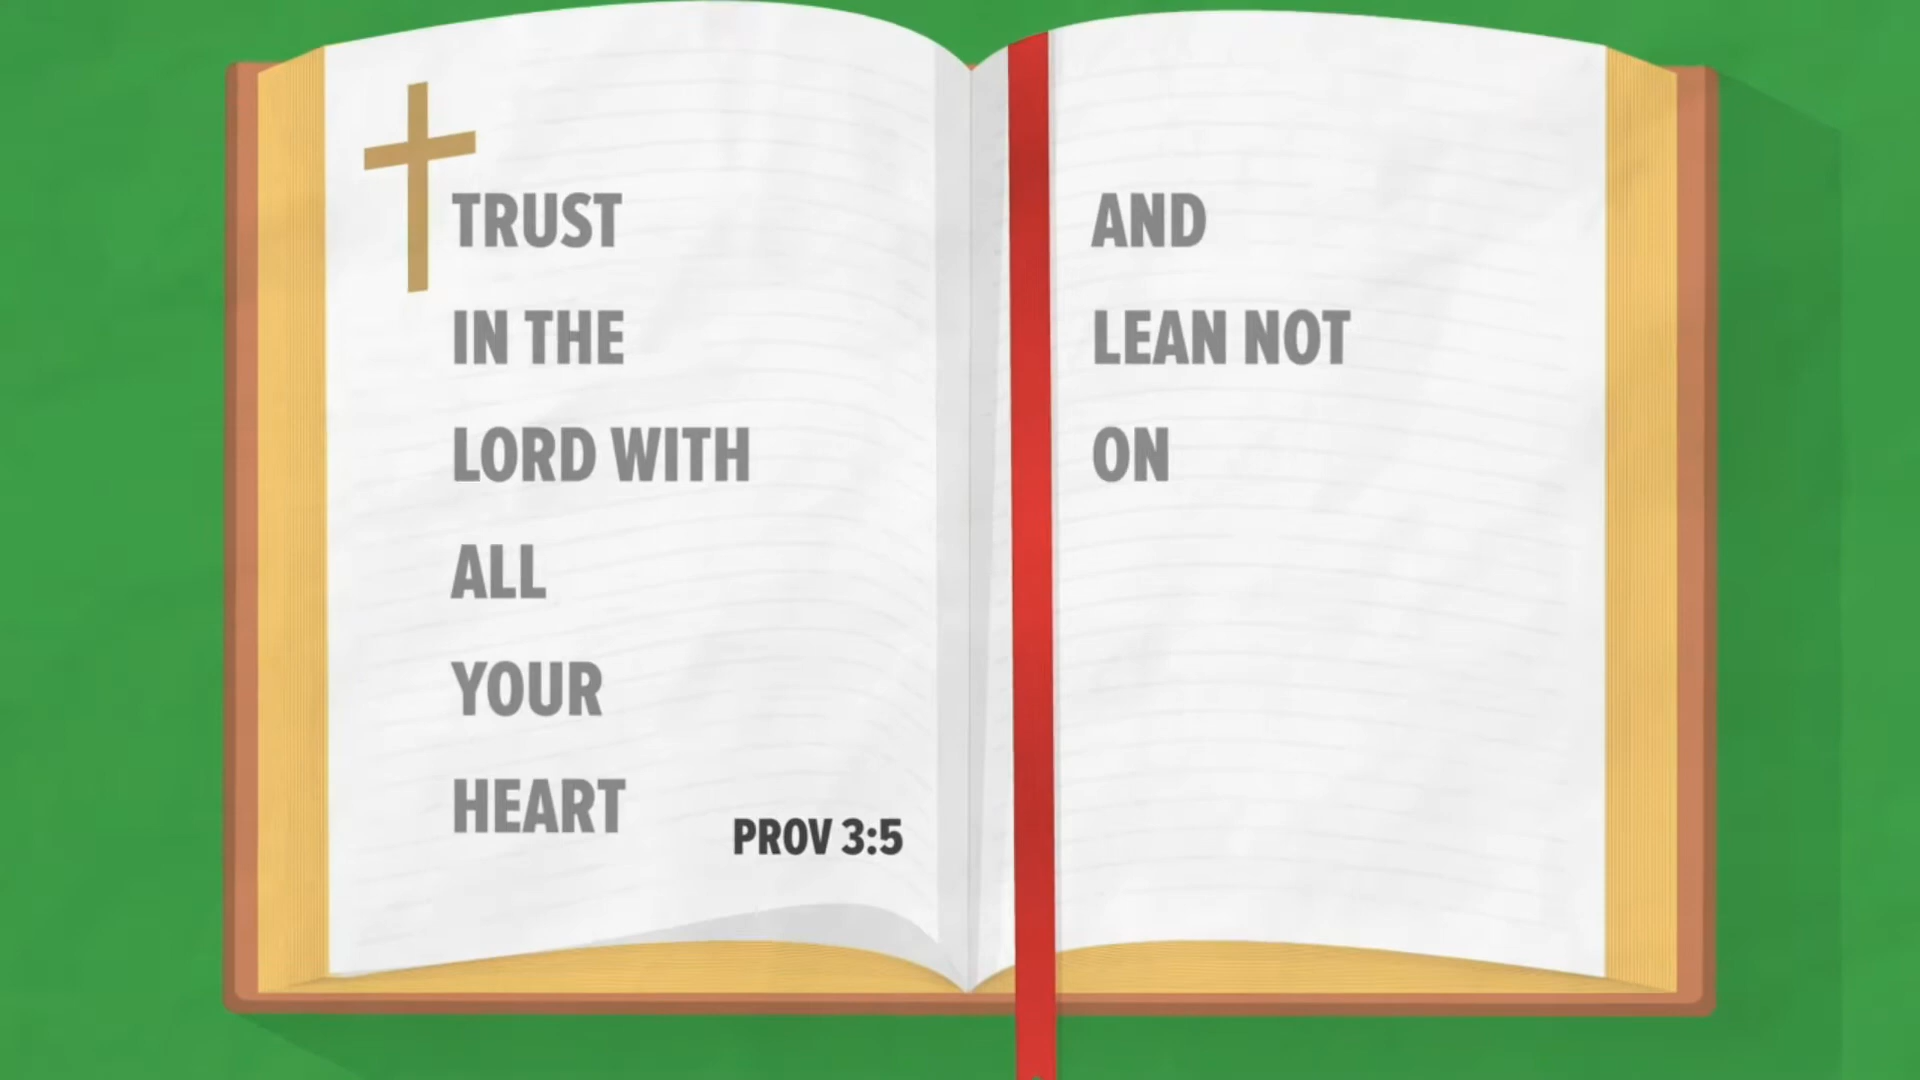 TRUST
IN THE
LORD WITH
ALL
YOUR
HEART
PROV 3:5
AND
LEAN NOT
ON